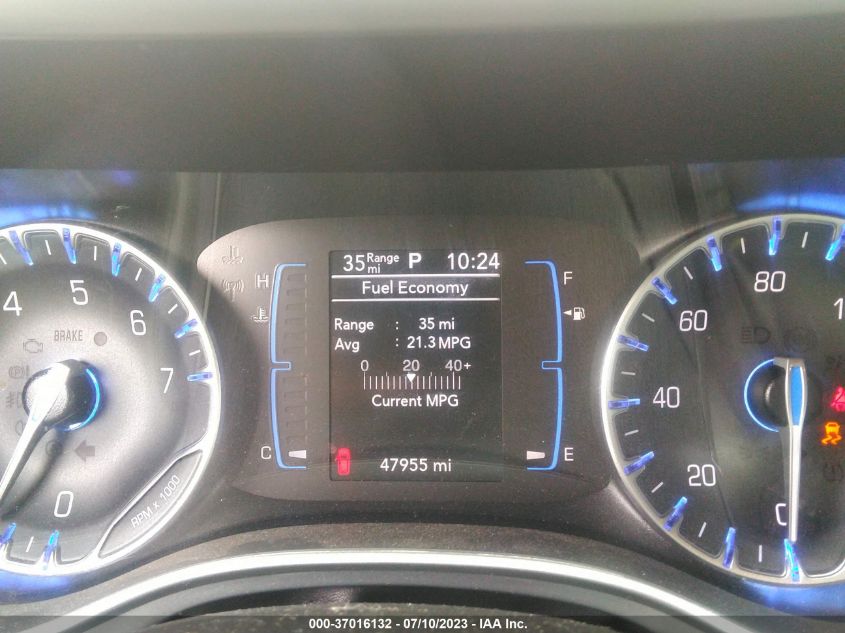 35 Range mi P 10:24
Fuel Economy
Range : 35 mi
Avg : 21.3 MPG
0 20 40+
Current MPG
47955 mi
H
C
F
E
4
5
6
7
0
BRAKE
RPM x 1000
0
20
40
60
80
1
000-37016132 - 07/10/2023 - IAA Inc.